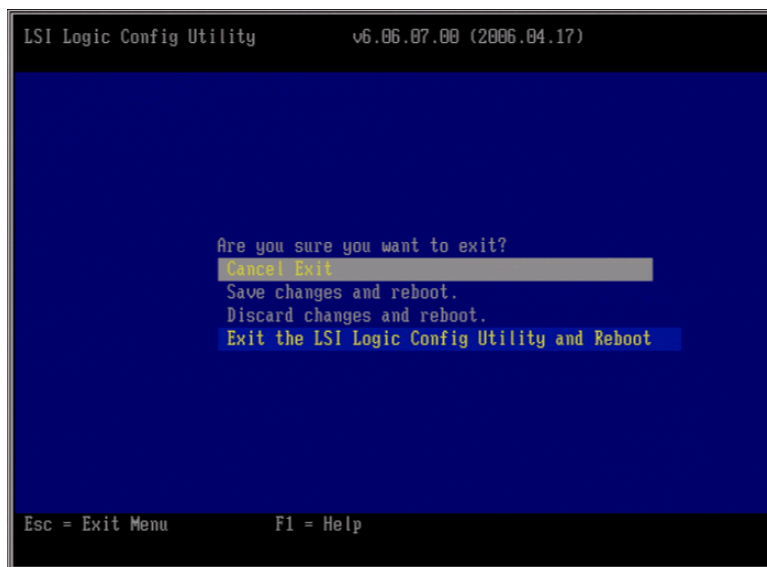 LSI Logic Config Utility v6.06.07.00 (2006.04.17)
Are you sure you want to exit?
Cancel Exit
Save changes and reboot.
Discard changes and reboot.
Exit the LSI Logic Config Utility and Reboot
Esc = Exit Menu F1 = Help